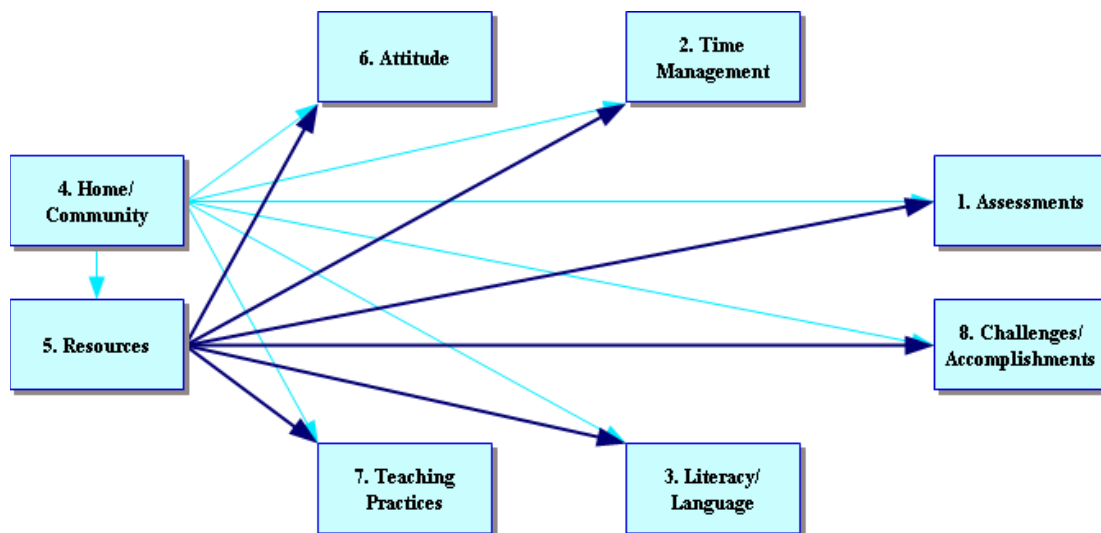 6. Attitude
2. Time
Management
4. Home/
Community
1. Assessments
5. Resources
8. Challenges/
Accomplishments
7. Teaching
Practices
3. Literacy/
Language